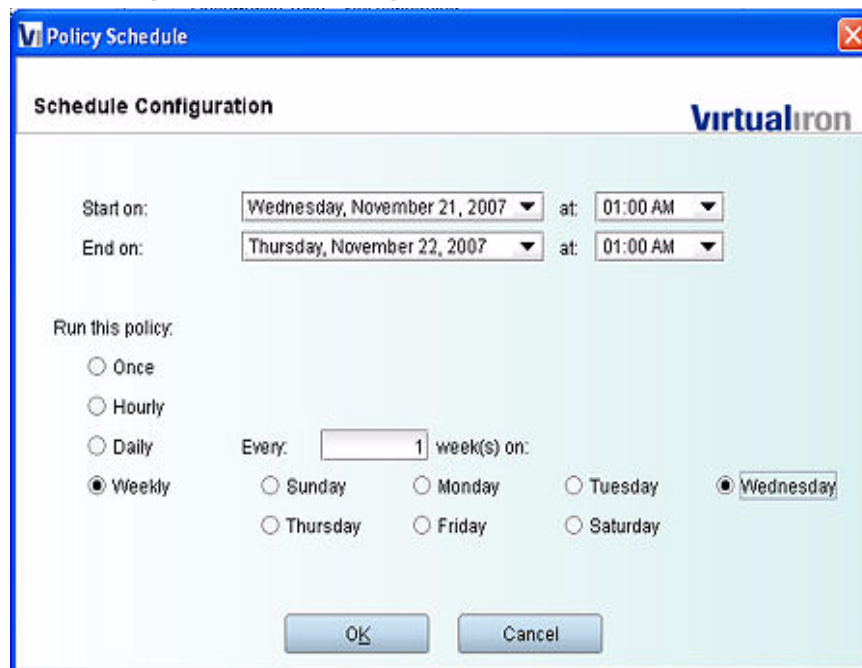 Policy Schedule
Schedule Configuration
Virtualiron
Start on: Wednesday, November 21, 2007 at: 01:00 AM
End on: Thursday, November 22, 2007 at: 01:00 AM
Run this policy:
Once
Hourly
Daily Every: 1 week(s) on:
Weekly Sunday Monday Tuesday Wednesday
Thursday Friday Saturday
OK Cancel